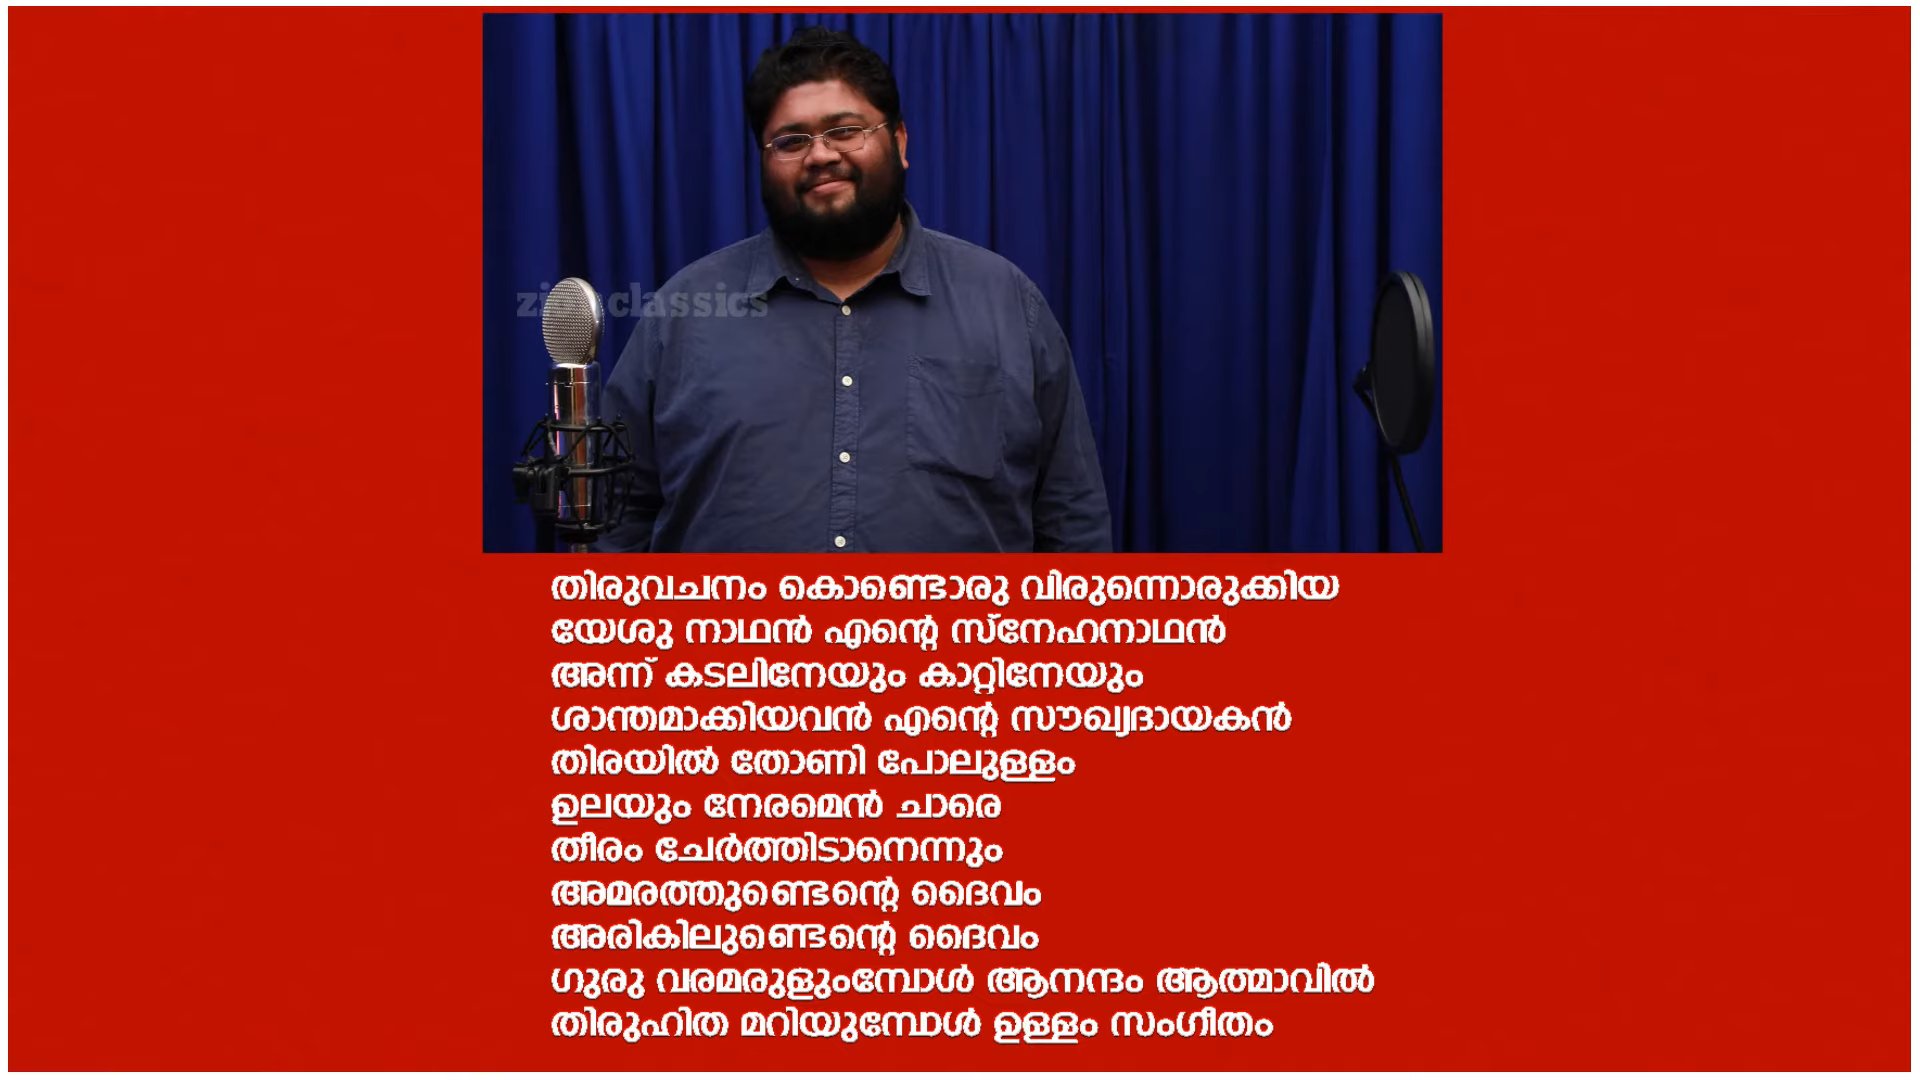 classics
തിരുവചനം കൊണ്ടൊരു വിരുന്നൊരുക്കിയ
യേശു നാഥൻ എന്റെ സ്നേഹനാഥൻ
അന്ന് കടലിനേയും കാറ്റിനേയും
ശാന്തമാക്കിയവൻ എന്റെ സൗഖ്യദായകൻ
തിരയിൽ തോണി പോലുള്ളം
ഉലയും നേരമെൻ ചാരെ
തീരം ചേർത്തിടാനെന്നും
അമരത്തുണ്ടെന്റെ ദൈവം
അരികിലുണ്ടെന്റെ ദൈവം
ഗുരു വരമരുളുംമ്പോൾ ആനന്ദം ആത്മാവിൽ
തിരുഹിത മറിയുമ്പോൾ ഉള്ളം സംഗീതം